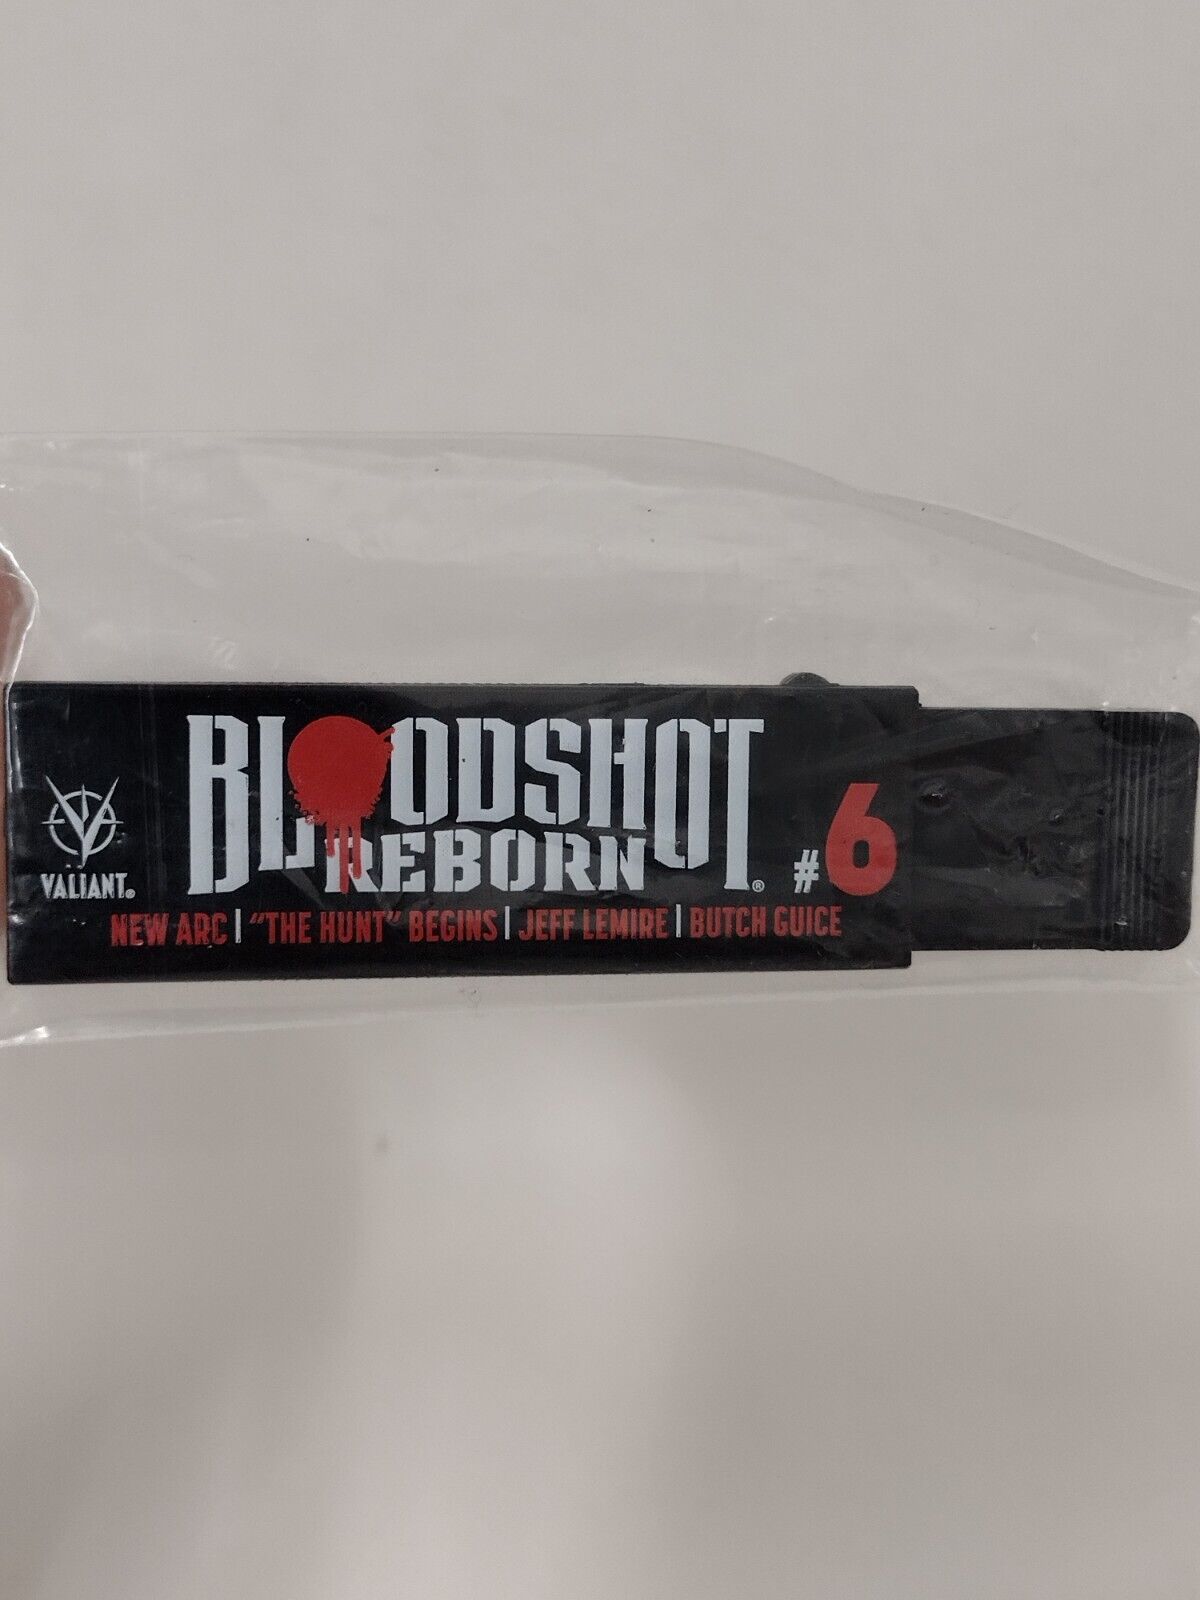 BLOODSHOT®
REBORN
#6
VALIANT®
NEW ARC | "THE HUNT" BEGINS | JEFF LEMIRE | BUTCH GUICE